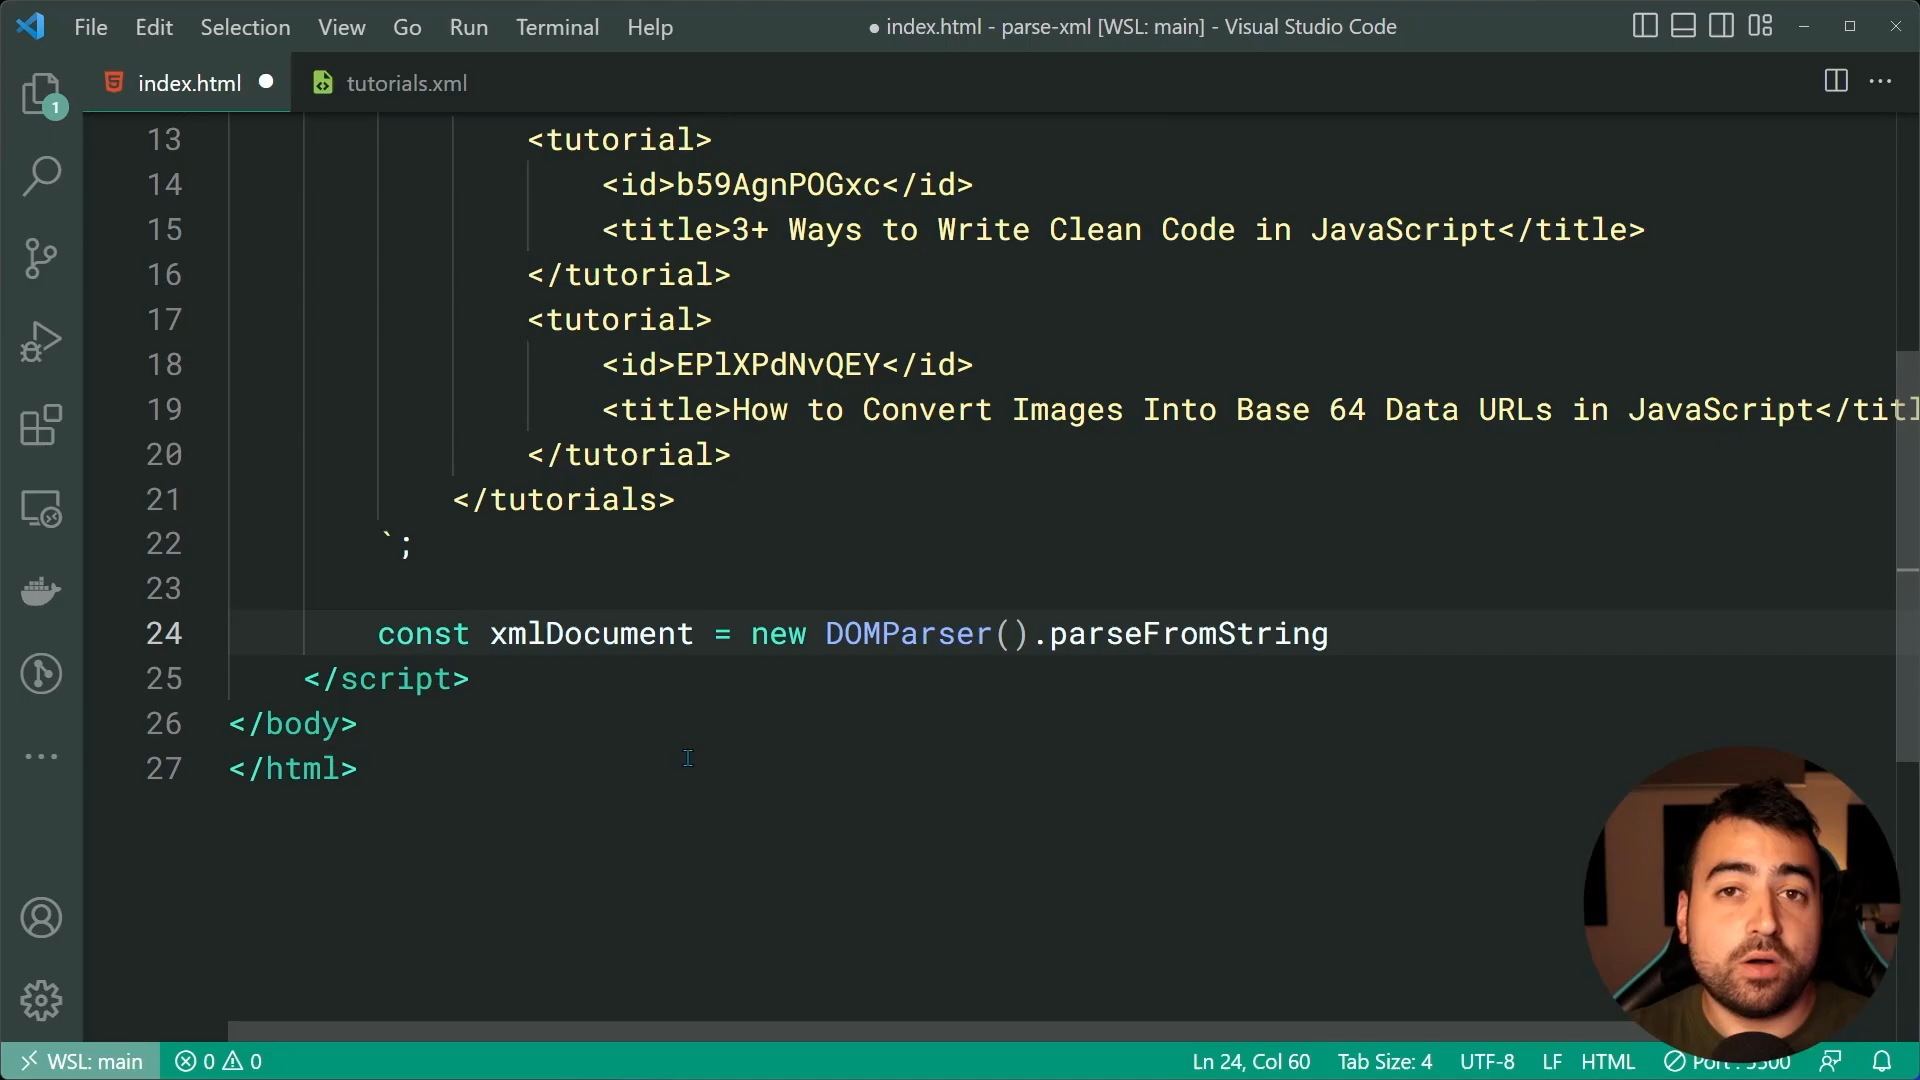 File Edit Selection View Go Run Terminal Help
● index.html - parse-xml [WSL: main] - Visual Studio Code
index.html ● tutorials.xml
1
13 <tutorial>
14 <id>b59AgnPOGxc</id>
15 <title>3+ Ways to Write Clean Code in JavaScript</title>
16 </tutorial>
17 <tutorial>
18 <id>EPlXPdNvQEY</id>
19 <title>How to Convert Images Into Base 64 Data URLs in JavaScript</titl
20 </tutorial>
21 </tutorials>
22 `;
23
24 const xmlDocument = new DOMParser().parseFromString
25 </script>
26 </body>
27 </html>
WSL: main 0 0 Ln 24, Col 60 Tab Size: 4 UTF-8 LF HTML